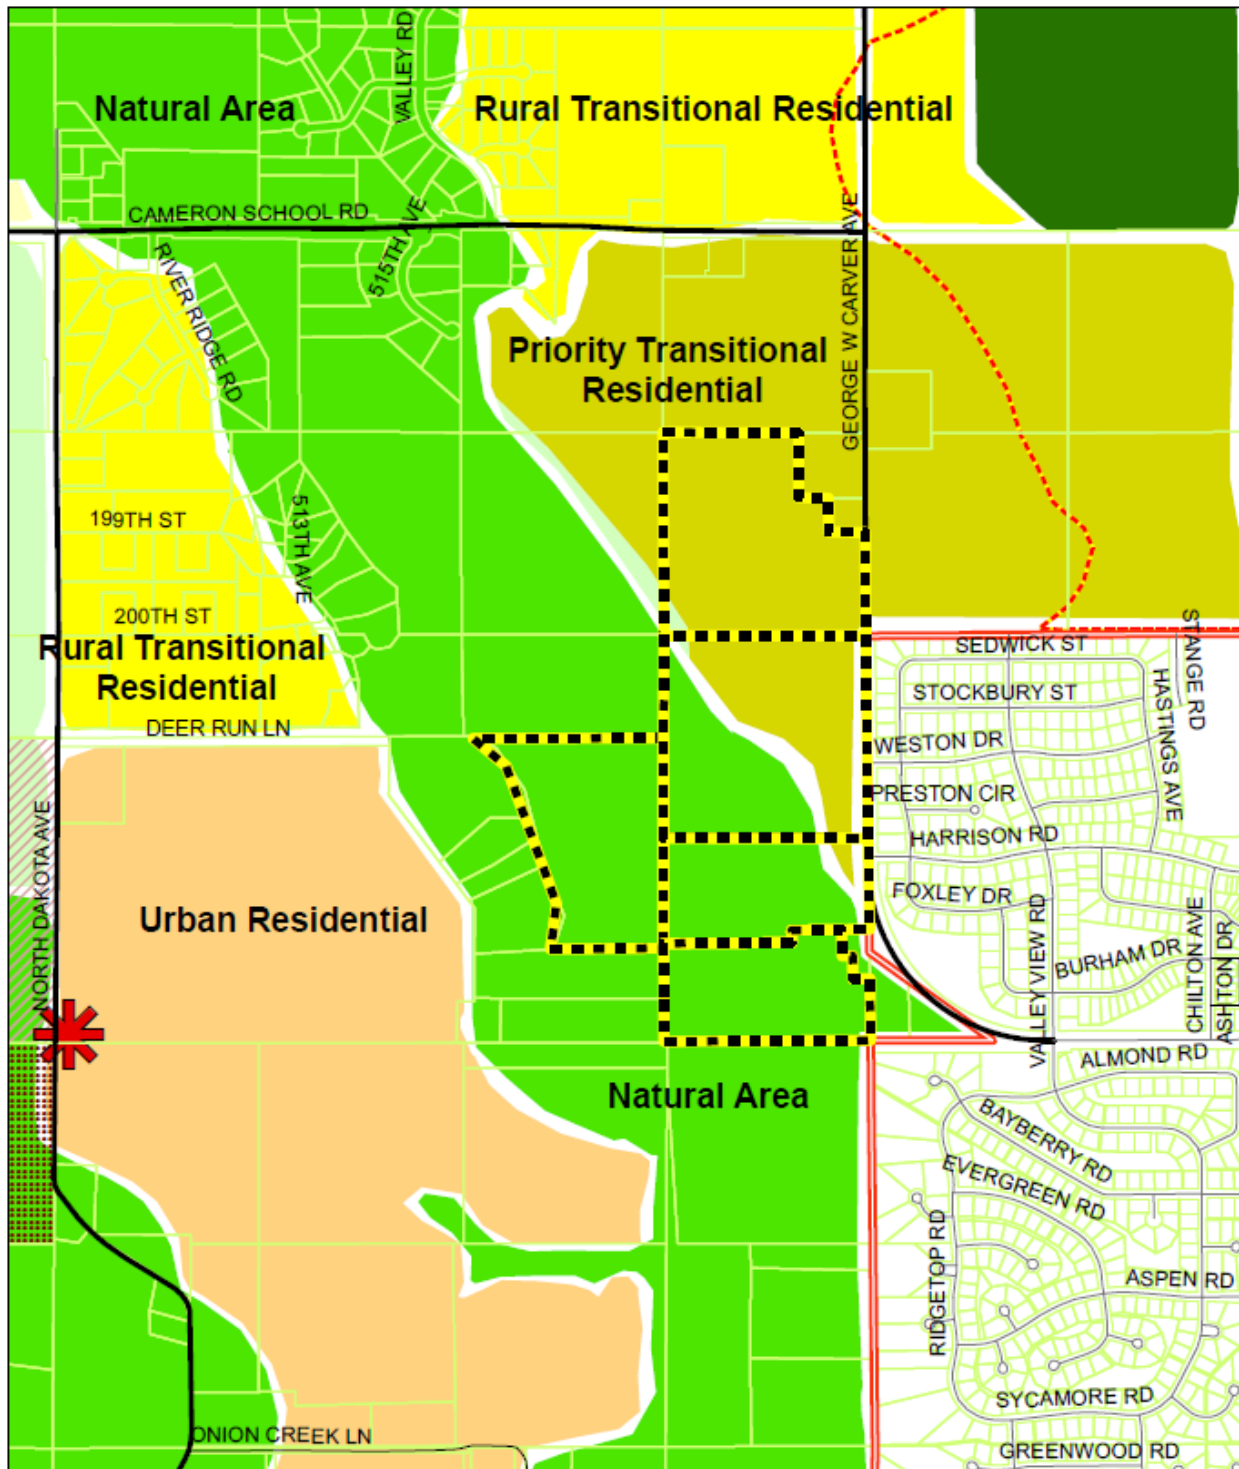 VALLEY RD
Natural Area
Rural Transitional Residential
CAMERON SCHOOL RD
515TH AVE
GEORGE W CARVER AVE
RIVER RIDGE RD
Priority Transitional
Residential
199TH ST
513TH AVE
200TH ST
Rural Transitional
Residential
DEER RUN LN
SEDWICK ST
STANGE RD
STOCKBURY ST
HASTINGS AVE
WESTON DR
PRESTON CIR
HARRISON RD
NORTH DAKOTA AVE
Urban Residential
FOXLEY DR
VALLEY VIEW RD
BURHAM DR
CHILTON AVE
ASHTON DR
ALMOND RD
Natural Area
BAYBERRY RD
EVERGREEN RD
RIDGETOP RD
ASPEN RD
SYCAMORE RD
ONION CREEK LN
GREENWOOD RD